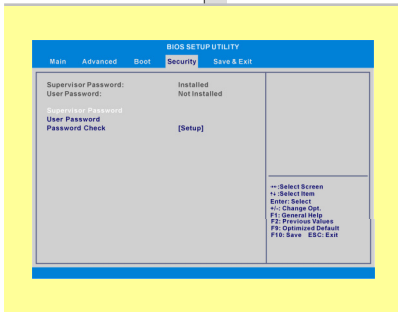 BIOS SETUP UTILITY
Main Advanced Boot Security Save & Exit
Supervisor Password: Installed
User Password: Not Installed
Supervisor Password
User Password
Password Check [Setup]
→←:Select Screen
↑↓:Select Item
Enter: Select
+/-: Change Opt.
F1: General Help
F2: Previous Values
F9: Optimized Default
F10: Save ESC: Exit